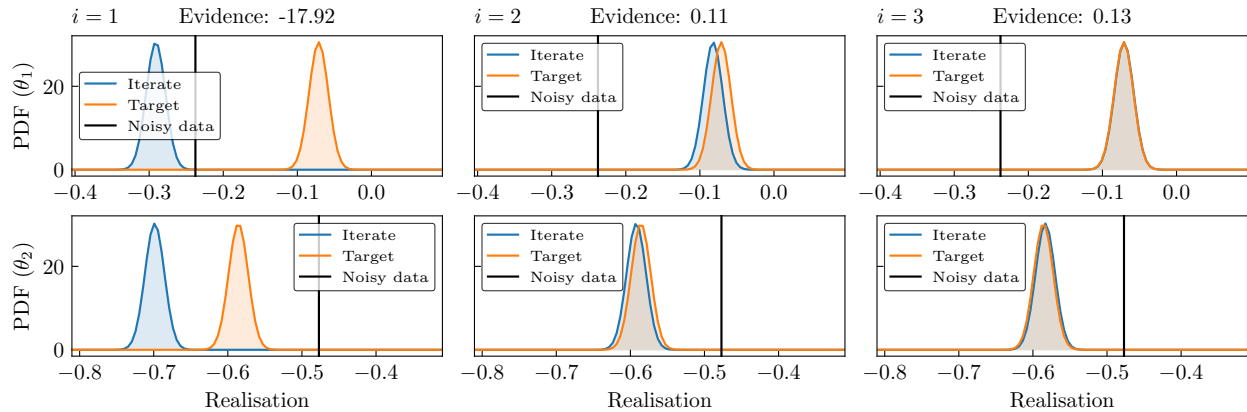 i = 1 Evidence: -17.92 i = 2 Evidence: 0.11 i = 3 Evidence: 0.13
PDF (θ₁)
20
0
Iterate
Target
Noisy data
Iterate
Target
Noisy data
Iterate
Target
Noisy data
−0.4 −0.3 −0.2 −0.1 0.0 −0.4 −0.3 −0.2 −0.1 0.0 −0.4 −0.3 −0.2 −0.1 0.0
PDF (θ₂)
20
0
Iterate
Target
Noisy data
Iterate
Target
Noisy data
Iterate
Target
Noisy data
−0.8 −0.7 −0.6 −0.5 −0.4 −0.8 −0.7 −0.6 −0.5 −0.4 −0.8 −0.7 −0.6 −0.5 −0.4
Realisation Realisation Realisation